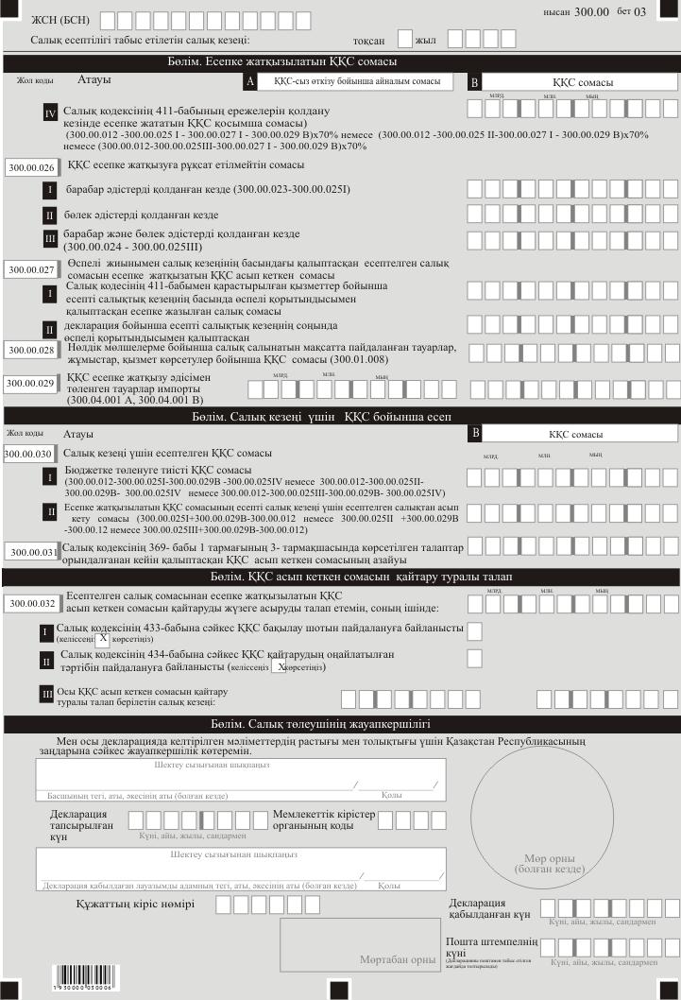 нысан 300.00 бет 03
ЖСН (БСН)
Салық есептілігі табыс етілетін салық кезеңі: тоқсан жыл
Бөлім. Есепке жатқызылатын ҚҚС сомасы
Жол коды Атауы A ҚҚС-сыз өткізу бойынша айналым сомасы B ҚҚС сомасы
МЛРД. МЛН. МЫҢ
IV Салық кодексінің 411-бабының ережелерін қолдану
кезінде есепке жататын ҚҚС қосымша сомасы)
(300.00.012 -300.00.025 I - 300.00.027 I - 300.00.029 B)x70% немесе (300.00.012 -300.00.025 II-300.00.027 I - 300.00.029 B)x70%
немесе (300.00.012-300.00.025III-300.00.027 I - 300.00.029 B)x70%
300.00.026 ҚҚС есепке жатқызуға рұқсат етілмейтін сомасы
I барабар әдістерді қолданған кезде (300.00.023-300.00.025I)
II бөлек әдістерді қолданған кезде
III барабар және бөлек әдістерді қолданған кезде
(300.00.024 - 300.00.025III)
300.00.027 Өспелі жиынымен салық кезеңінің басындағы қалыптасқан есептелген салық
сомасын есепке жатқызатын ҚҚС асып кеткен сомасы
I Салық кодесінің 411-бабымен қарастырылған қызметтер бойынша
есепті салықтық кезеңнің басында өспелі қорытындысымен
қалыптасқан есепке жазылған салық сомасы
II декларация бойынша есепті салықтық кезеңнің соңында
өспелі қорытындысымен қалыптасқан
300.00.028 Нөлдік мөлшелерме бойынша салық салынатын мақсатта пайдаланған тауарлар,
жұмыстар, қызмет көрсетулер бойынша ҚҚС сомасы (300.01.008)
300.00.029 ҚҚС есепке жатқызу әдісімен
төленген тауарлар импорты
(300.04.001 A, 300.04.001 B)
МЛРД. МЛН. МЫҢ
Бөлім. Салық кезеңі үшін ҚҚС бойынша есеп
Жол коды Атауы B ҚҚС сомасы
300.00.030 Салық кезеңі үшін есептелген ҚҚС сомасы
МЛРД. МЛН. МЫҢ
I Бюджетке төленуге тиісті ҚҚС сомасы
(300.00.012-300.00.025I-300.00.029B -300.00.025IV немесе 300.00.012-300.00.025II-
300.00.029B- 300.00.025IV немесе 300.00.012-300.00.025III-300.00.029B- 300.00.025IV)
II Есепке жатқызылатын ҚҚС сомасының есепті салық кезеңі үшін есептелген салықтан асып
кету сомасы (300.00.025I+300.00.029B-300.00.012 немесе 300.00.025II +300.00.029B
-300.00.12 немесе 300.00.025III+300.00.029B-300.00.012)
300.00.031 Салық кодексінің 369- бабы 1 тармағының 3- тармақшасында көрсетілген талаптар
орындалғанан кейін қалыптасқан ҚҚС асып кеткен сомасының азайуы
Бөлім. ҚҚС асып кеткен сомасын қайтару туралы талап
300.00.032 Есептелген салық сомасынан есепке жатқызылатын ҚҚС
асып кеткен сомасын қайтаруды жүзеге асыруды талап етемін, соның ішінде:
МЛРД. МЛН. МЫҢ
I Салық кодексінің 433-бабына сәйкес ҚҚС бақылау шотын пайдалануға байланысты
(келіссеңіз X көрсетіңіз)
II Салық кодексінің 434-бабына сәйкес ҚҚС қайтарудың оңайлатылған
тәртібін пайдалануға байланысты (келіссеңіз X көрсетіңіз)
III Осы ҚҚС асып кеткен сомасын қайтару
туралы талап берілетін салық кезеңі:
Бөлім. Салық төлеушінің жауапкершілігі
Мен осы декларацияда келтірілген мәліметтердің растығы мен толықтығы үшін Қазақстан Республикасының
заңдарына сәйкес жауапкершілік көтеремін.
Шектеу сызығынан шықпаңыз
/ /
Басшының тегі, аты, әкесінің аты (болған кезде) Қолы
Декларация
тапсырылған
күн
Күні, айы, жылы, сандармен
Мемлекеттік кірістер
органының коды
Мөр орны
(болған кезде)
Шектеу сызығынан шықпаңыз
/ /
Декларация қабылдаған лауазымды адамның тегі, аты, әкесінің аты (болған кезде) Қолы
Құжаттың кіріс нөмірі
Декларация
қабылданған күн
Күні, айы, жылы, сандармен
Мөртабан орны
Пошта штемпелнің
күні
(Декларацияны поштамен табыс етілген
жағдайда толтырылады)
Күні, айы, жылы, сандармен
1930000030006